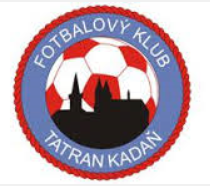 FOTBALOVÝ KLUB
TATRAN KADAŇ